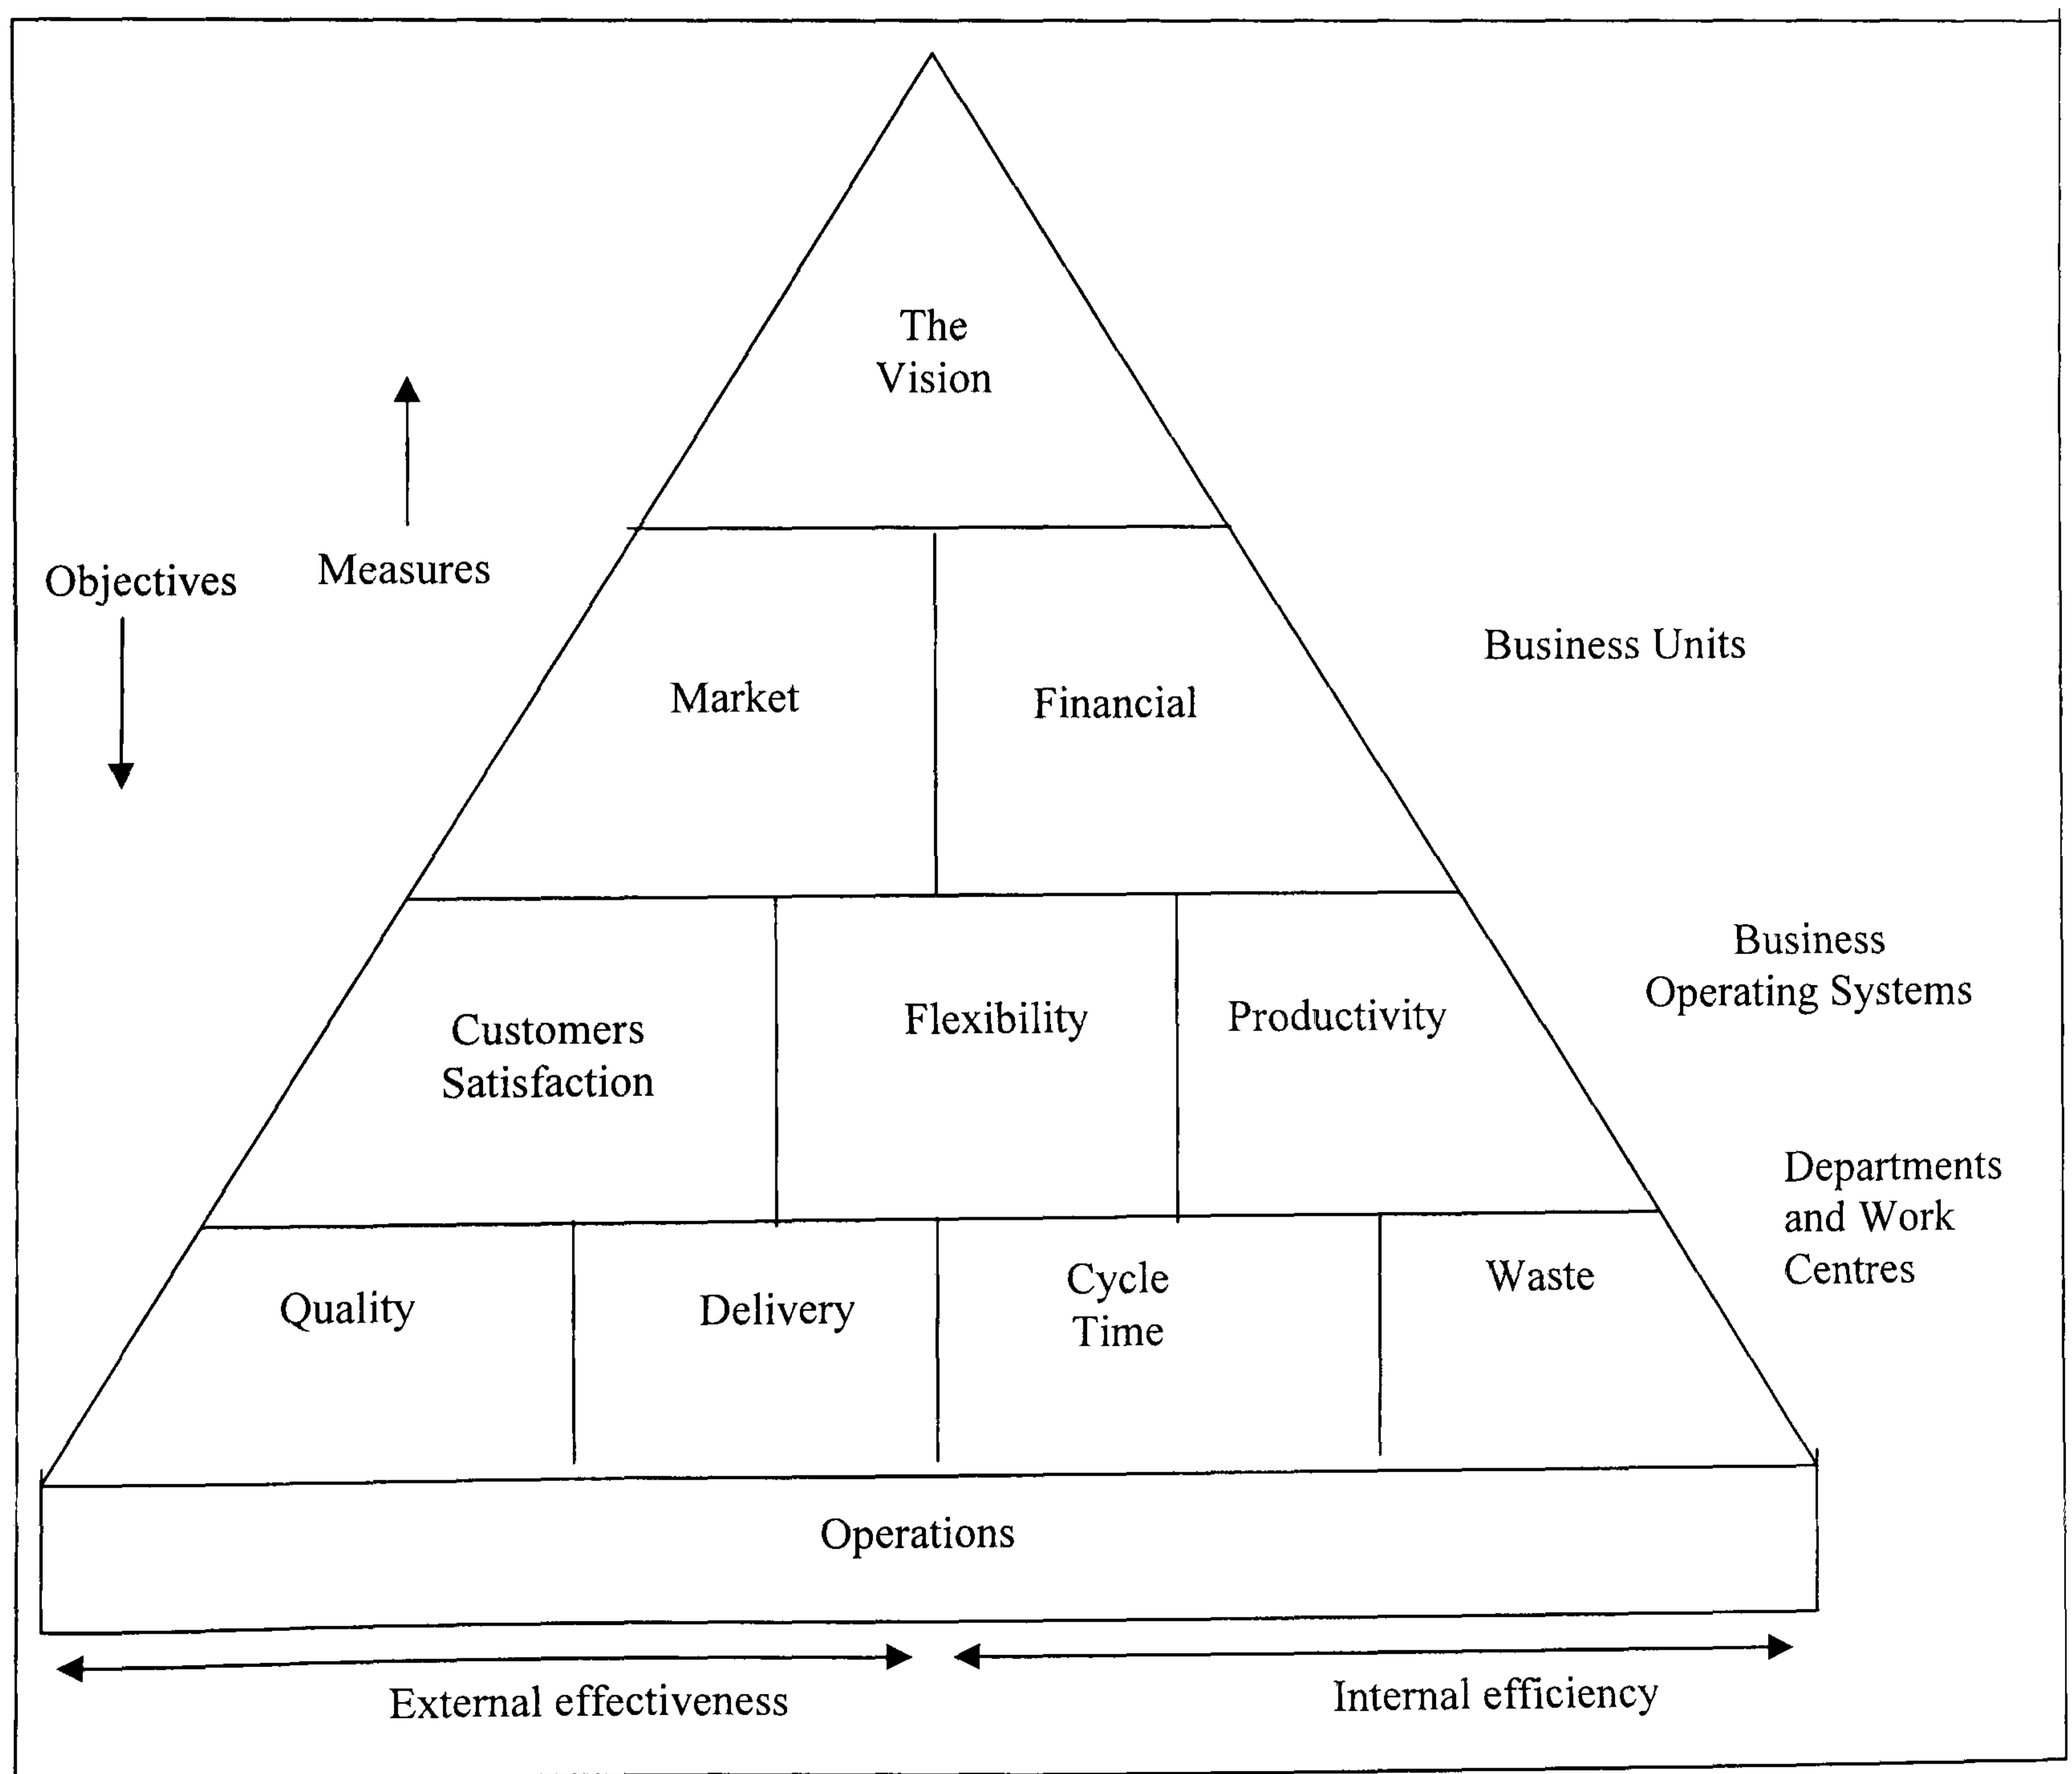 The
Vision
Objectives
Measures
Business Units
Market
Financial
Business
Operating Systems
Customers
Satisfaction
Flexibility
Productivity
Departments
and Work
Centres
Quality
Delivery
Cycle
Time
Waste
Operations
External effectiveness
Internal efficiency